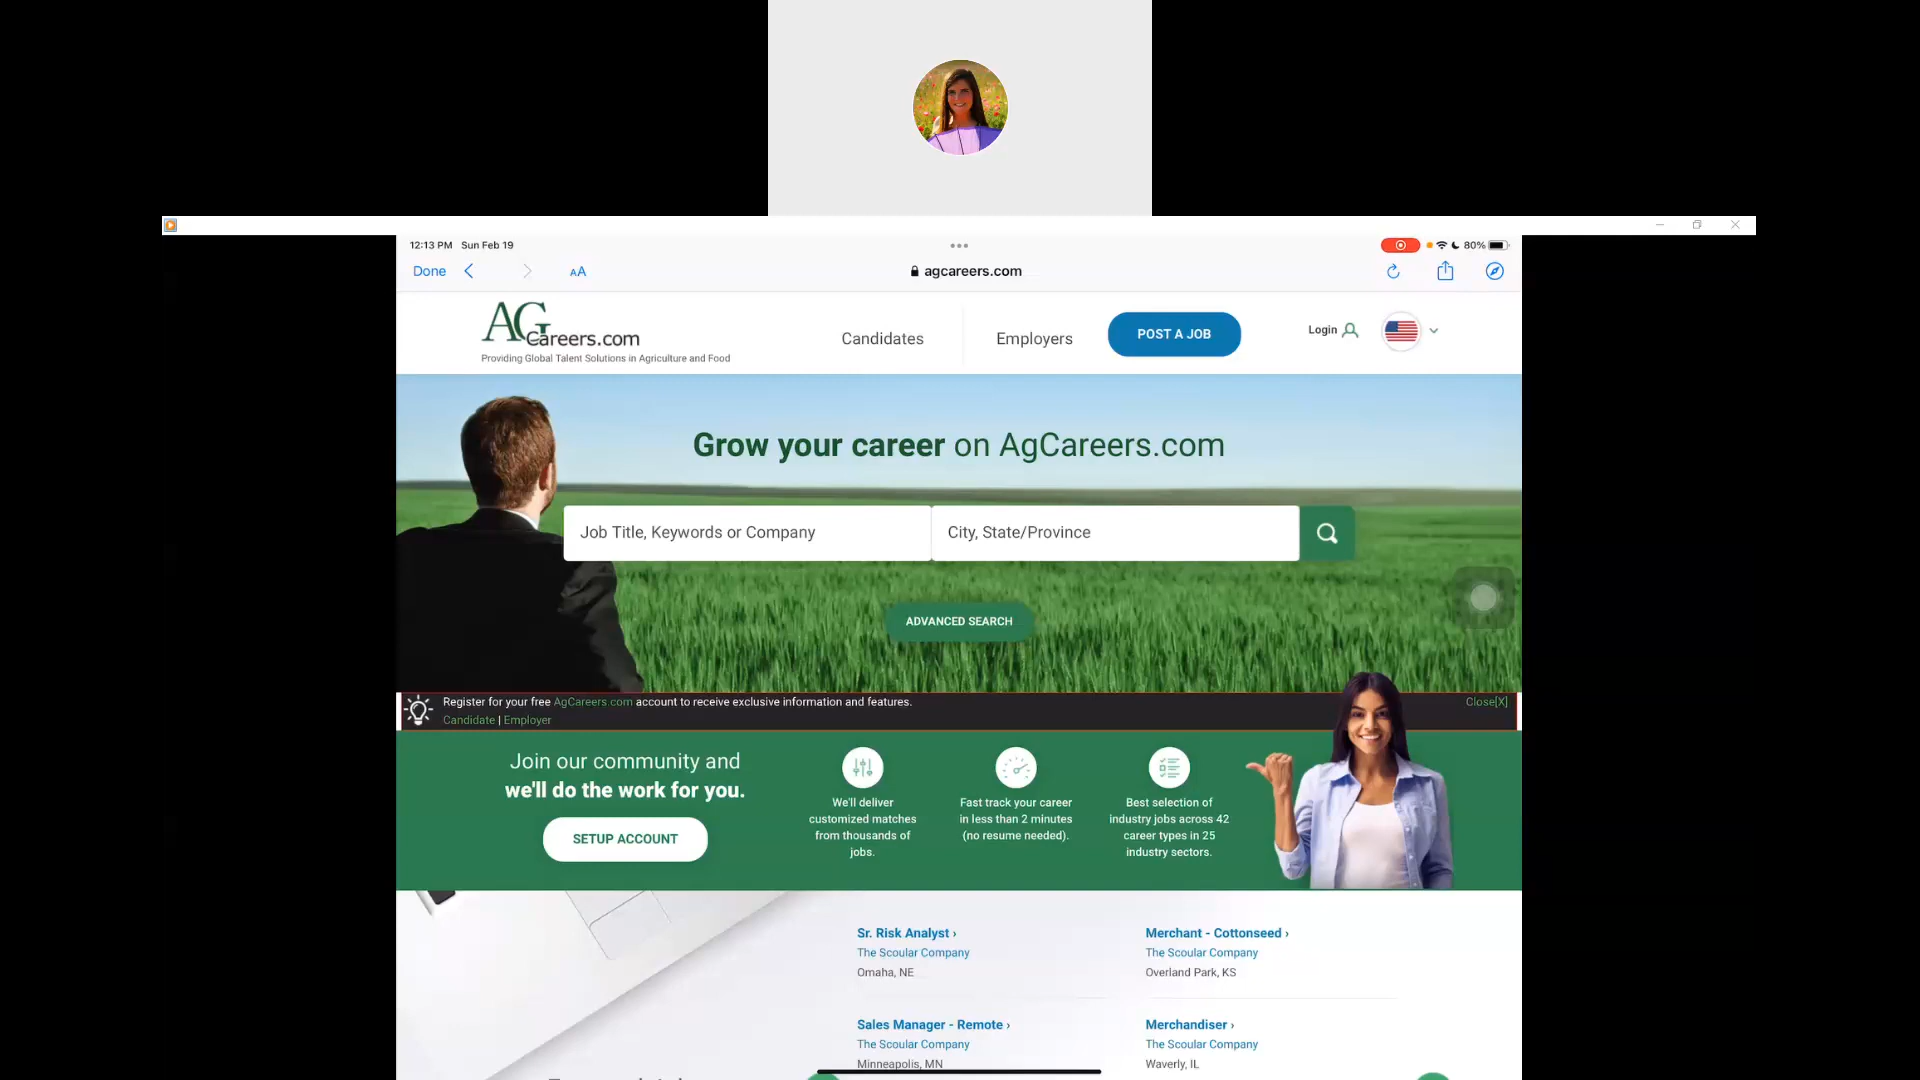 12:13 PM Sun Feb 19
80%
Done
AA
agcareers.com
AGCareers.com
Providing Global Talent Solutions in Agriculture and Food
Candidates
Employers
POST A JOB
Login
Grow your career on AgCareers.com
Job Title, Keywords or Company
City, State/Province
ADVANCED SEARCH
Register for your free AgCareers.com account to receive exclusive information and features.
Close[X]
Candidate | Employer
Join our community and
we'll do the work for you.
SETUP ACCOUNT
We'll deliver
customized matches
from thousands of
jobs.
Fast track your career
in less than 2 minutes
(no resume needed).
Best selection of
industry jobs across 42
career types in 25
industry sectors.
Sr. Risk Analyst ›
The Scoular Company
Omaha, NE
Merchant - Cottonseed ›
The Scoular Company
Overland Park, KS
Sales Manager - Remote ›
The Scoular Company
Minneapolis, MN
Merchandiser ›
The Scoular Company
Waverly, IL